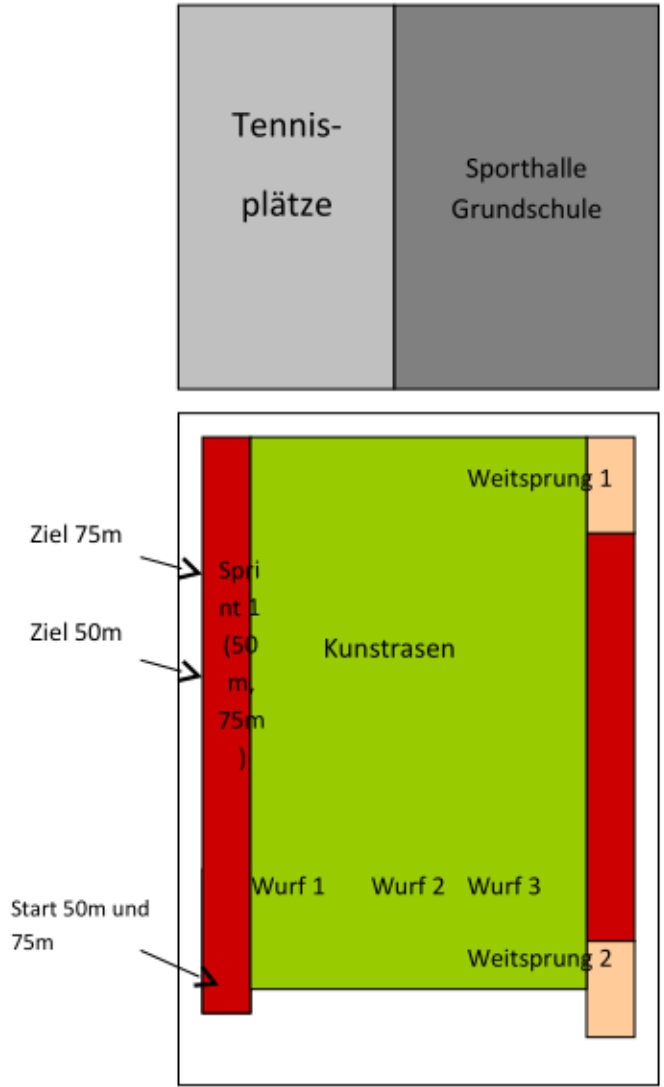 Tennis-
plätze
Sporthalle
Grundschule
Weitsprung 1
Ziel 75m
Ziel 50m
Spri
nt 1
(50
m,
75m
)
Kunstrasen
Wurf 1
Wurf 2
Wurf 3
Start 50m und
75m
Weitsprung 2